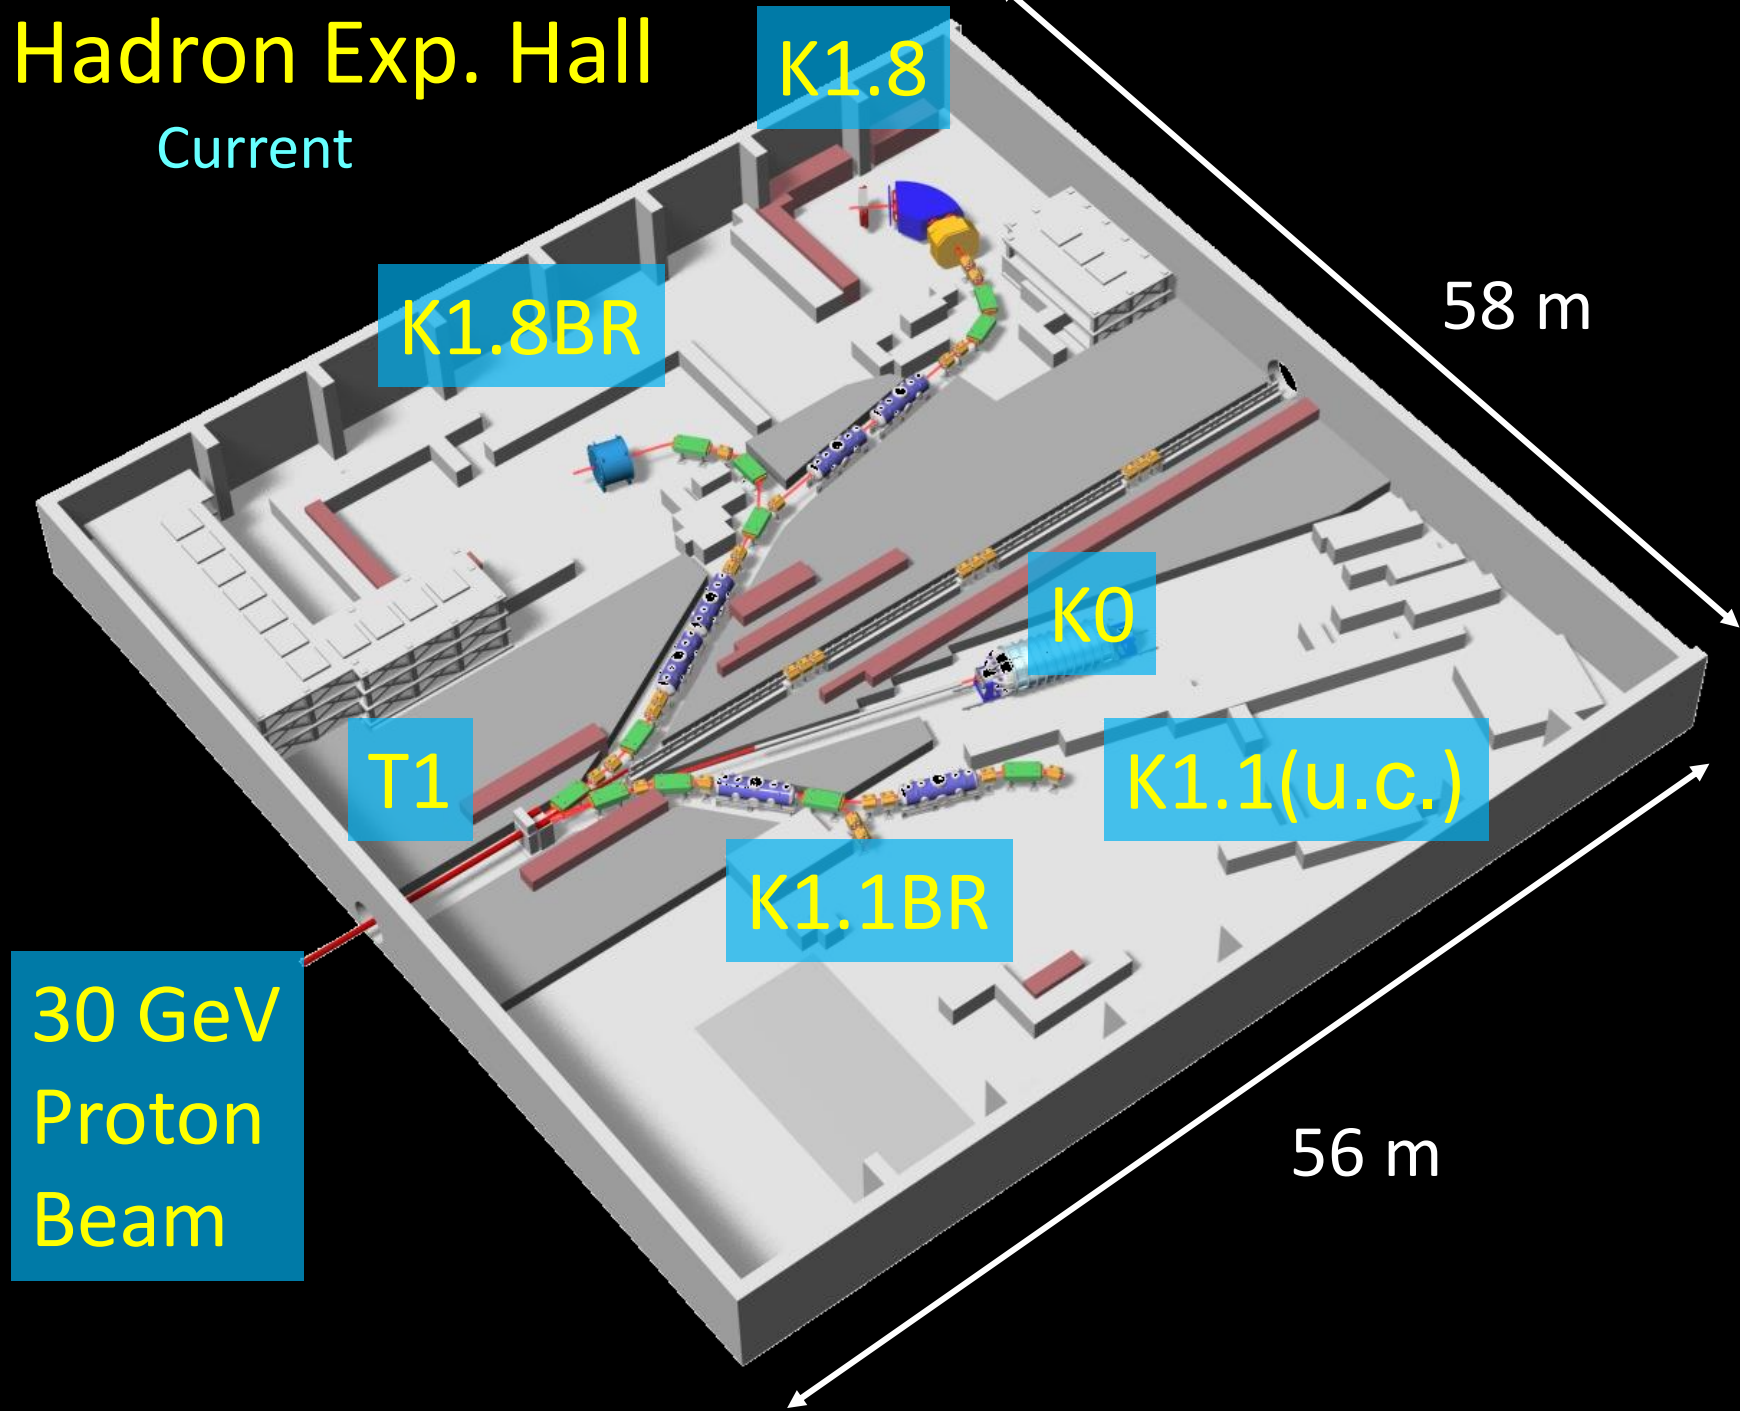 Hadron Exp. Hall
Current
K1.8
K1.8BR
58 m
K0
T1
K1.1(u.c.)
K1.1BR
30 GeV
Proton
Beam
56 m